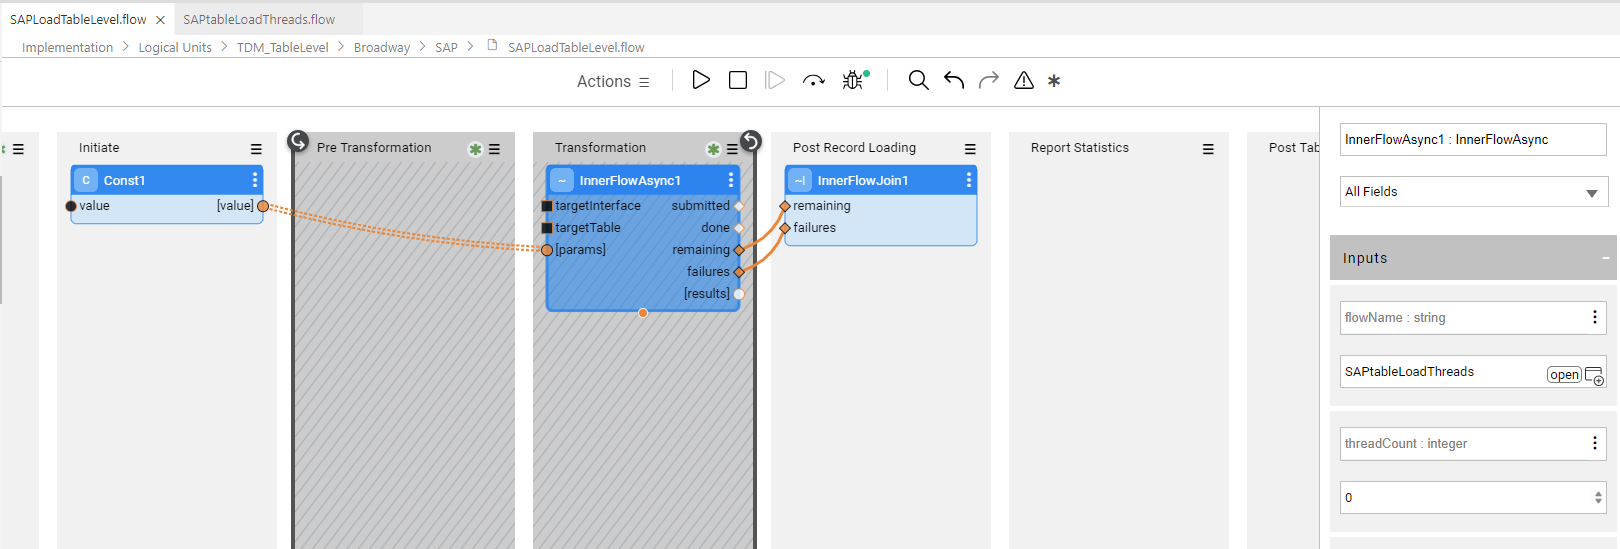 SAPLoadTableLevel.flow SAPtableLoadThreads.flow
Implementation Logical Units TDM_TableLevel Broadway SAP SAPLoadTableLevel.flow
Actions
Initiate Pre Transformation Transformation Post Record Loading Report Statistics Post Tab
C Const1
value [value]
InnerFlowAsync1
targetInterface submitted
targetTable done
[params] remaining
failures
[results]
InnerFlowJoin1
remaining
failures
InnerFlowAsync1 : InnerFlowAsync
All Fields
Inputs
flowName : string
SAPtableLoadThreads open
threadCount : integer
0